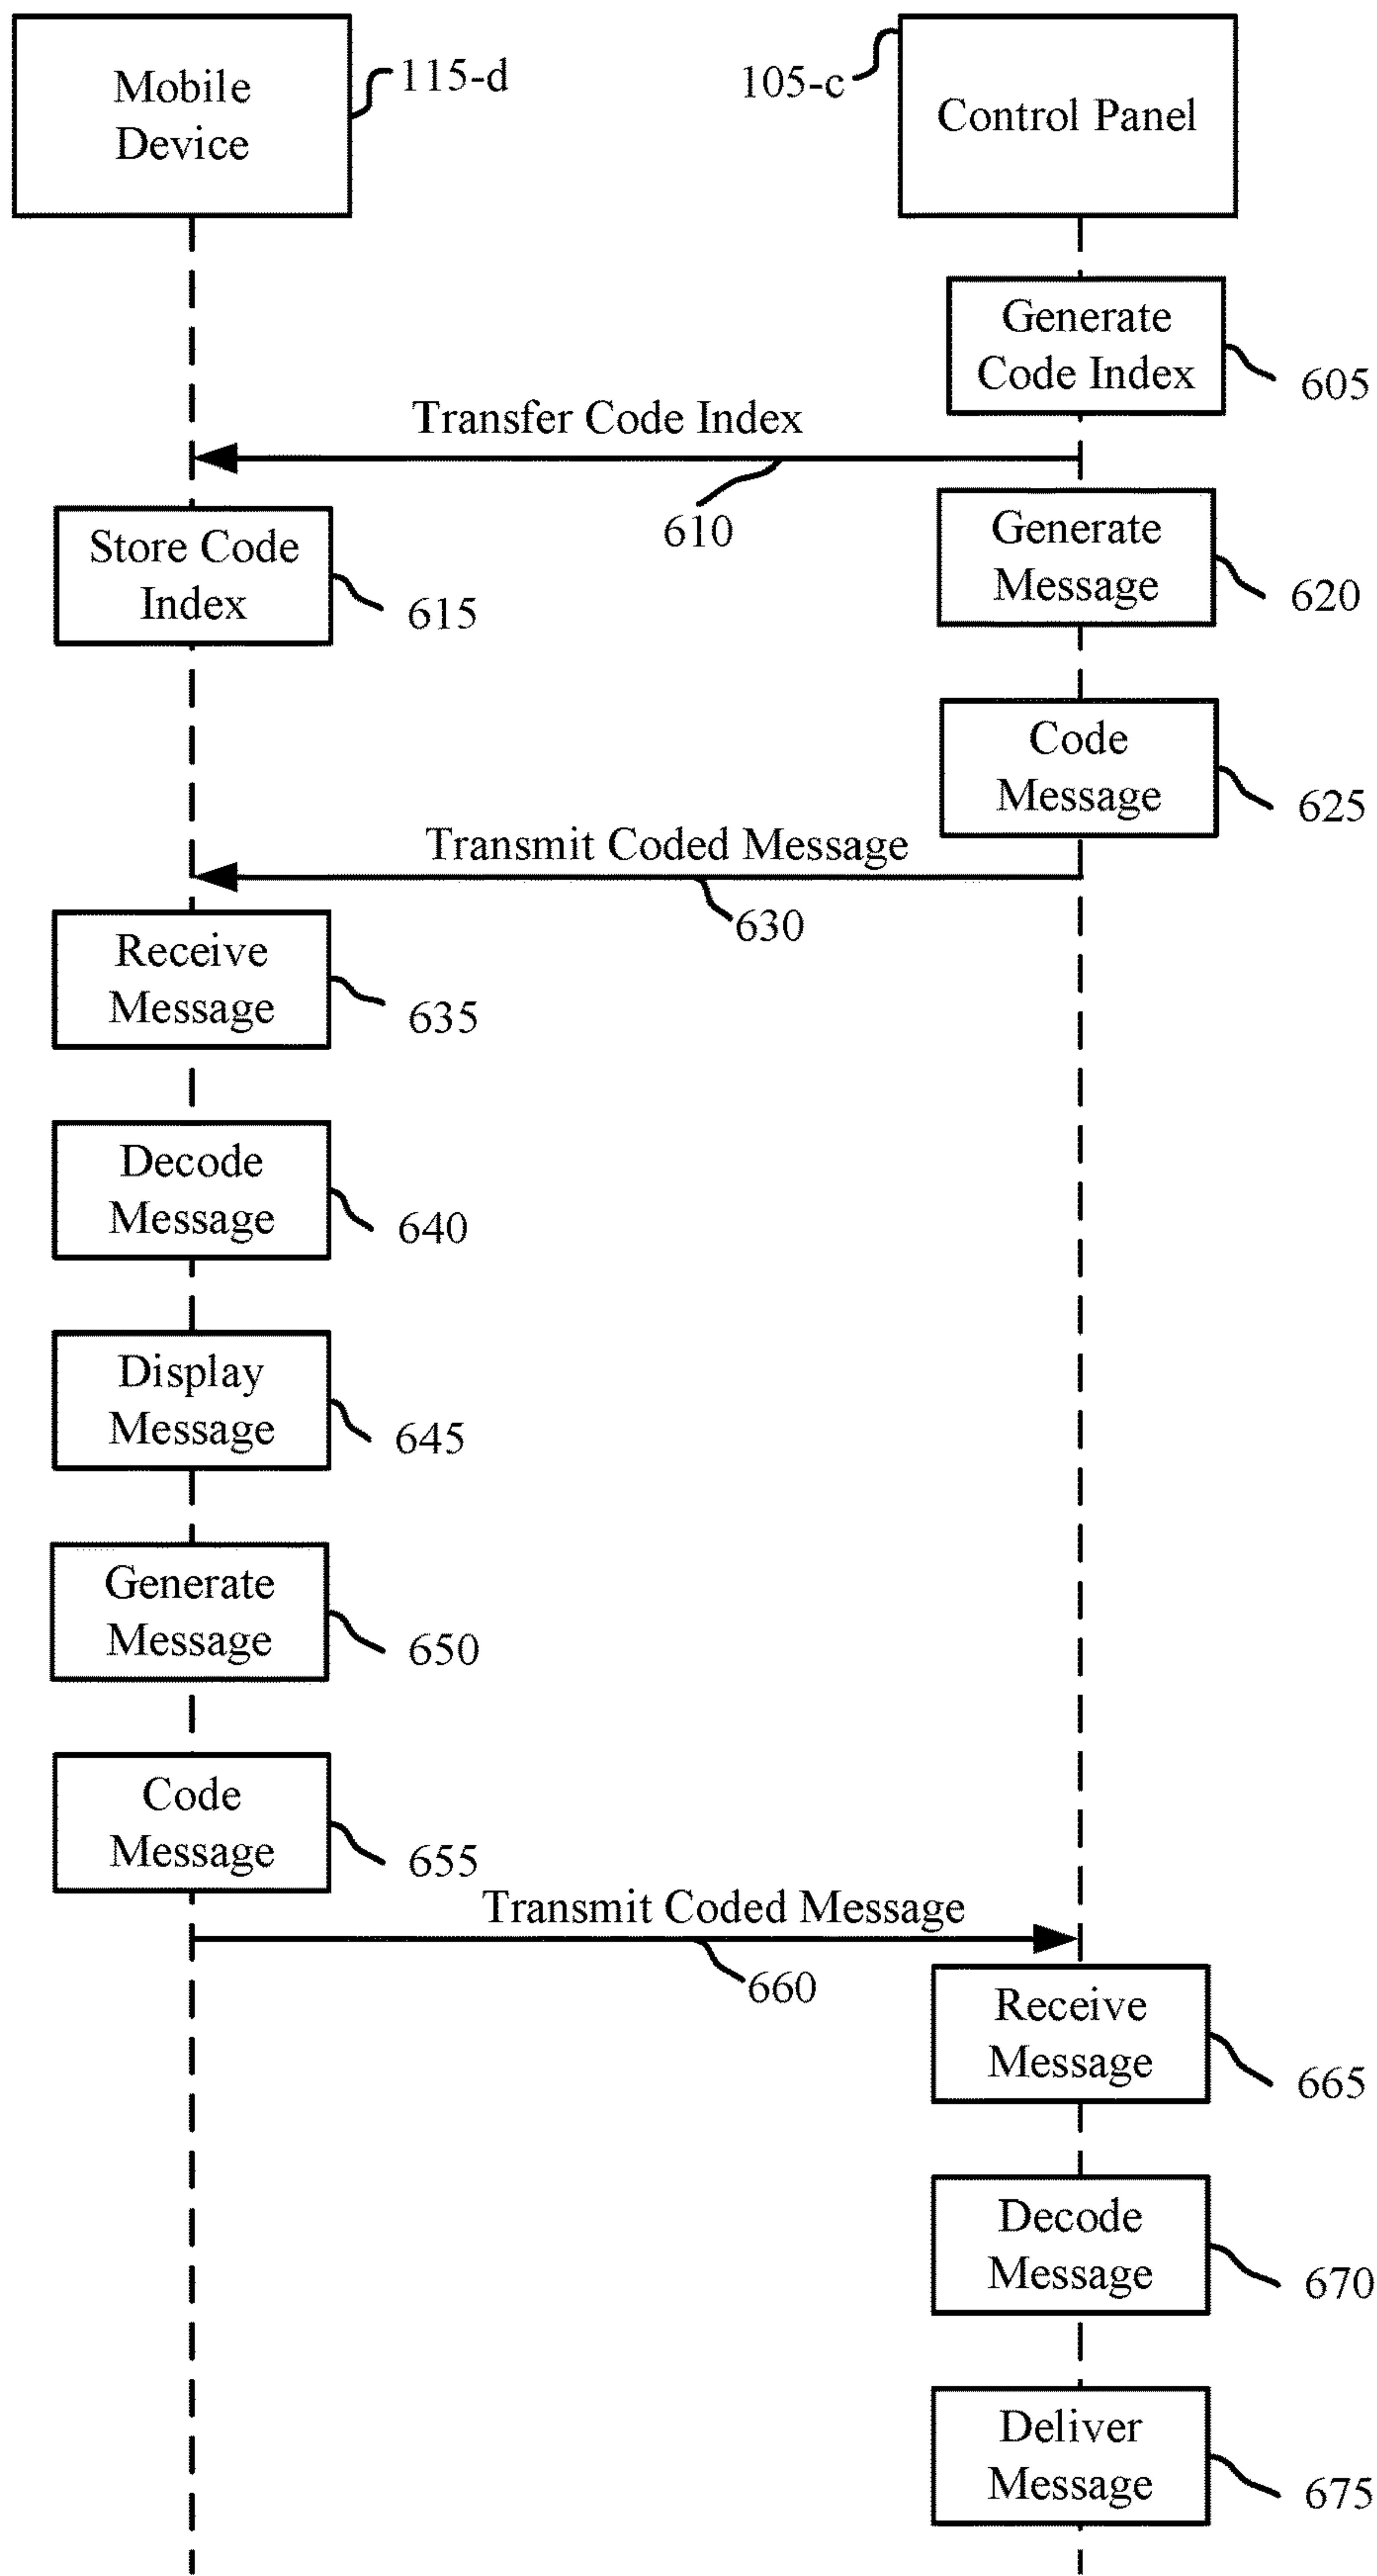 Mobile
Device
115-d
105-c
Control Panel
Generate
Code Index
605
Transfer Code Index
610
Store Code
Index
615
Generate
Message
620
Code
Message
625
Transmit Coded Message
630
Receive
Message
635
Decode
Message
640
Display
Message
645
Generate
Message
650
Code
Message
655
Transmit Coded Message
660
Receive
Message
665
Decode
Message
670
Deliver
Message
675